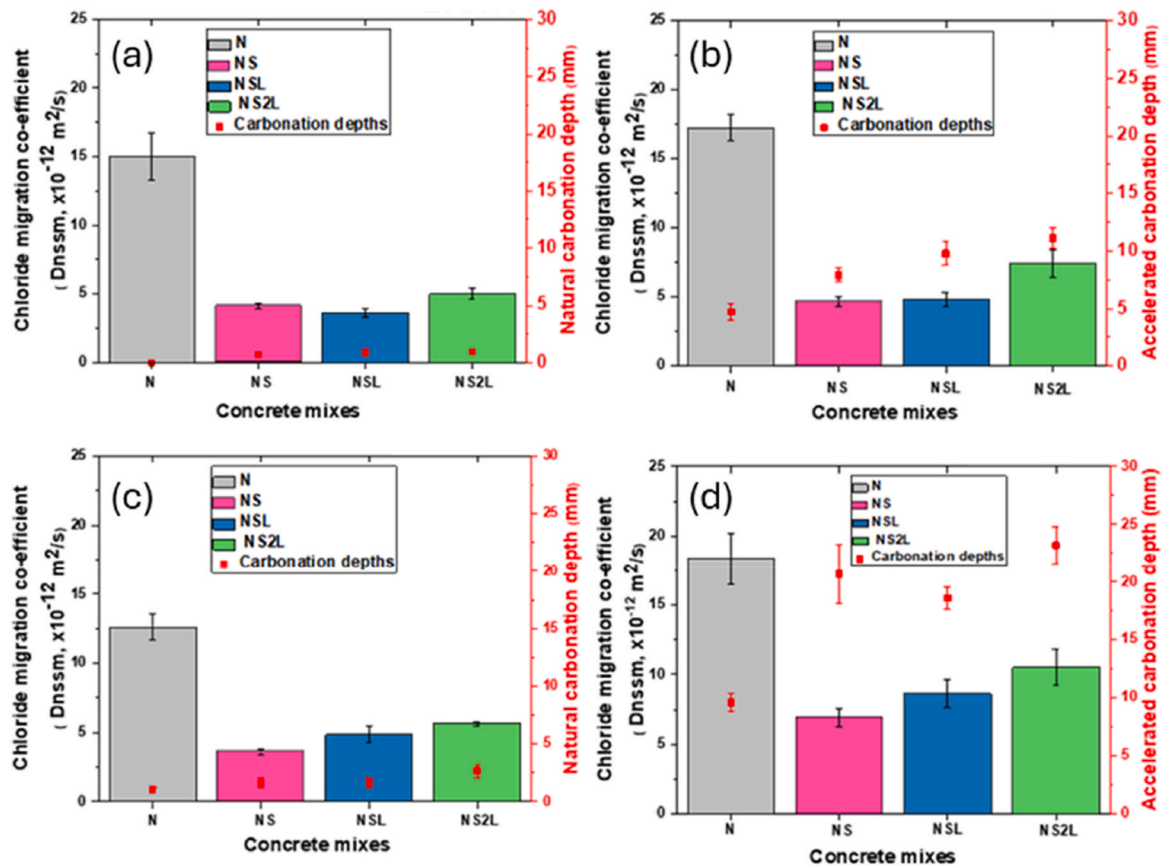 (a)
25
20
15
10
5
0
Chloride migration co-efficient
( Dnssm, x10⁻¹² m²/s)
N
NS
NSL
NS2L
Carbonation depths
30
25
20
15
10
5
0
Natural carbonation depth (mm)
N NS NSL NS2L
Concrete mixes
(b)
25
20
15
10
5
0
Chloride migration co-efficient
( Dnssm, x10⁻¹² m²/s)
N
NS
NSL
NS2L
Carbonation depths
30
25
20
15
10
5
0
Accelerated carbonation depth (mm)
N NS NSL NS2L
Concrete mixes
(c)
25
20
15
10
5
0
Chloride migration co-efficient
( Dnssm, x10⁻¹² m²/s)
N
NS
NSL
NS2L
Carbonation depths
30
25
20
15
10
5
0
Natural carbonation depth (mm)
N NS NSL NS2L
Concrete mixes
(d)
25
20
15
10
5
0
Chloride migration co-efficient
( Dnssm, x10⁻¹² m²/s)
N
NS
NSL
NS2L
Carbonation depths
30
25
20
15
10
5
0
Accelerated carbonation depth (mm)
N NS NSL NS2L
Concrete mixes